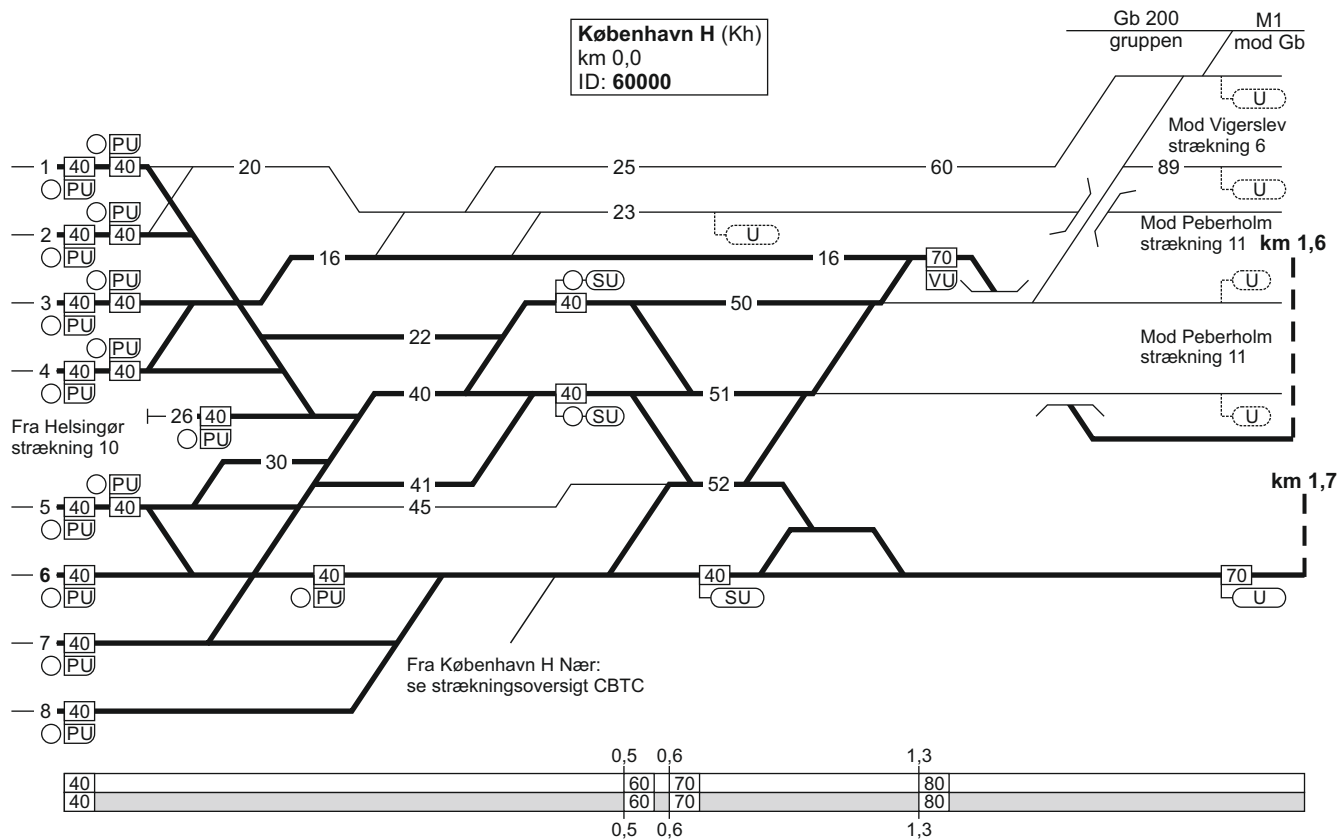 Gb 200
gruppen
M1
mod Gb
København H (Kh)
km 0,0
ID: 60000
U
Mod Vigerslev
strækning 6
PU
1 40 40 20 25 60 89
PU
U
PU
2 40 40 23
PU
U
Mod Peberholm
strækning 11
km 1,6
16 16 70
VU
PU
SU
U
3 40 40 40 50
PU
22
PU
Mod Peberholm
strækning 11
4 40 40
PU
40 40 51
SU
U
26 40
PU
Fra Helsingør
strækning 10
30
PU
41 52
km 1,7
5 40 40 45
PU
6 40 40 40 70
PU
PU
SU
U
7 40
PU
Fra København H Nær:
se strækningsoversigt CBTC
8 40
PU
0,5 0,6 1,3
40 60 70 80
40 60 70 80
0,5 0,6 1,3